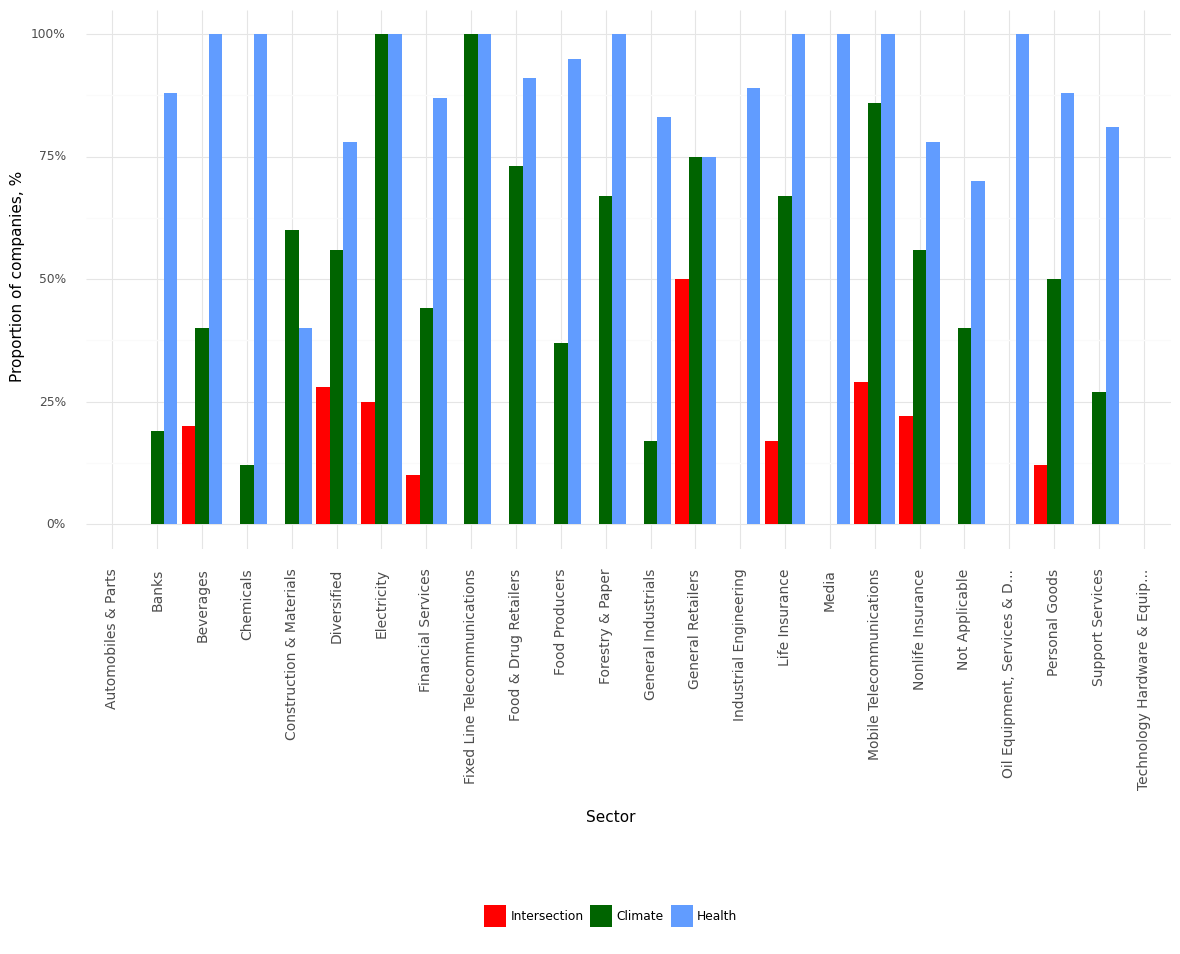 Proportion of companies, %
100%
75%
50%
25%
0%
Automobiles & Parts
Banks
Beverages
Chemicals
Construction & Materials
Diversified
Electricity
Financial Services
Fixed Line Telecommunications
Food & Drug Retailers
Food Producers
Forestry & Paper
General Industrials
General Retailers
Industrial Engineering
Life Insurance
Media
Mobile Telecommunications
Nonlife Insurance
Not Applicable
Oil Equipment, Services & D...
Personal Goods
Support Services
Technology Hardware & Equip...
Sector
Intersection Climate Health